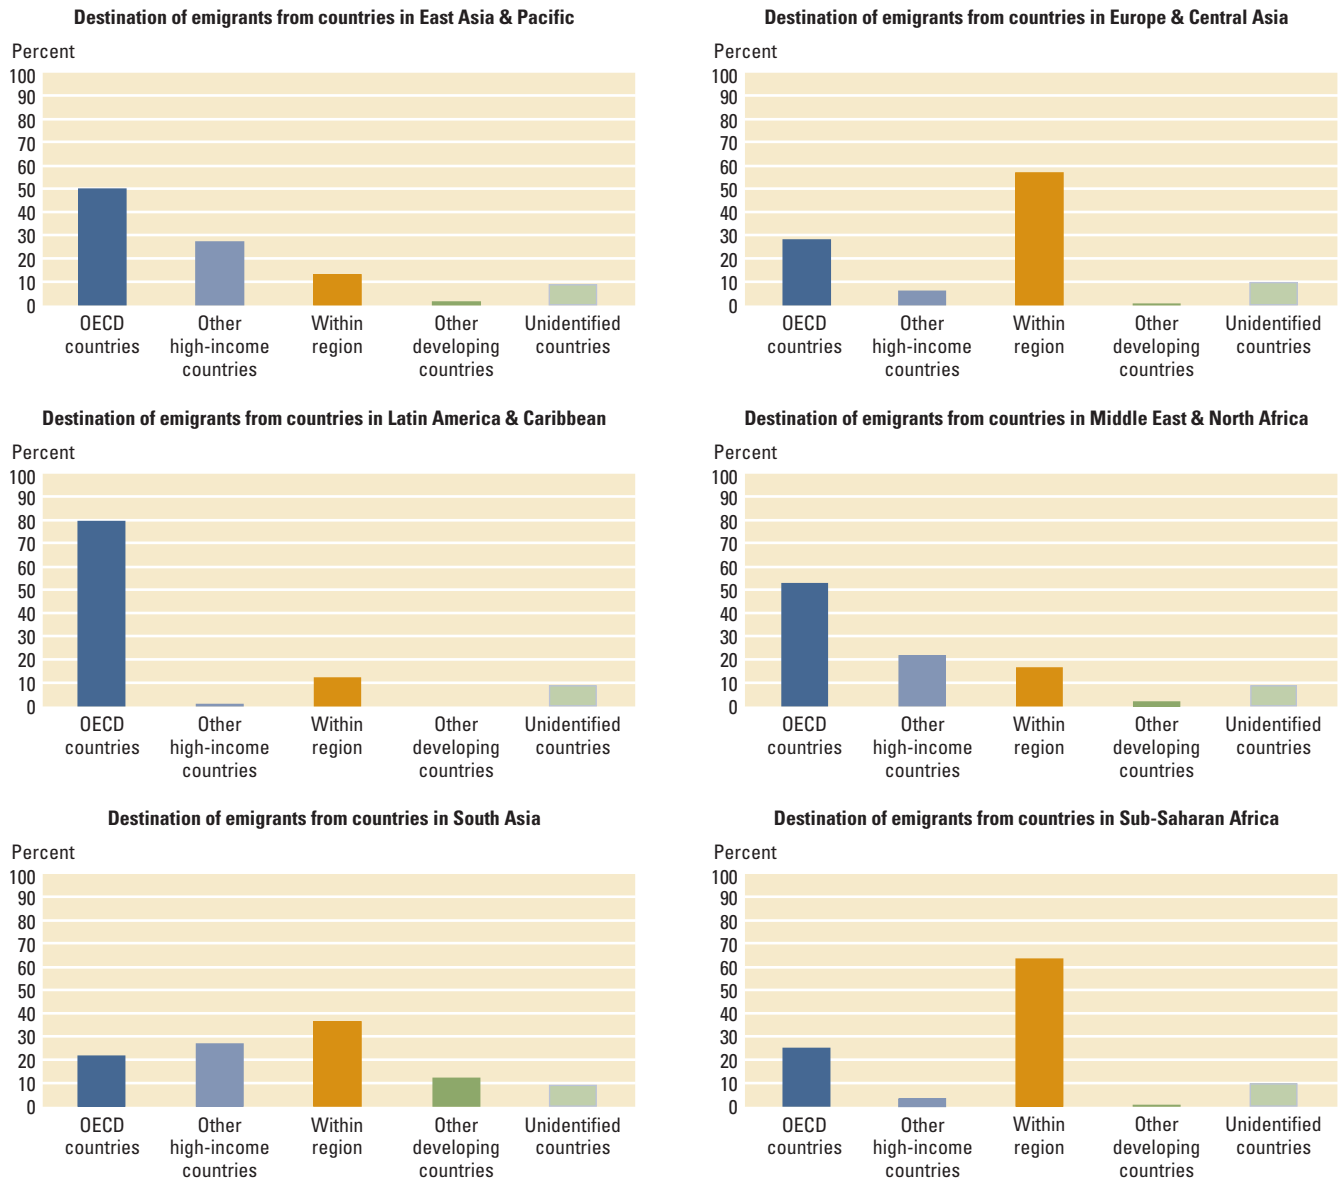 Destination of emigrants from countries in East Asia & Pacific
Percent
100
90
80
70
60
50
40
30
20
10
0
OECD countries
Other high-income countries
Within region
Other developing countries
Unidentified countries
Destination of emigrants from countries in Europe & Central Asia
Percent
100
90
80
70
60
50
40
30
20
10
0
OECD countries
Other high-income countries
Within region
Other developing countries
Unidentified countries
Destination of emigrants from countries in Latin America & Caribbean
Percent
100
90
80
70
60
50
40
30
20
10
0
OECD countries
Other high-income countries
Within region
Other developing countries
Unidentified countries
Destination of emigrants from countries in Middle East & North Africa
Percent
100
90
80
70
60
50
40
30
20
10
0
OECD countries
Other high-income countries
Within region
Other developing countries
Unidentified countries
Destination of emigrants from countries in South Asia
Percent
100
90
80
70
60
50
40
30
20
10
0
OECD countries
Other high-income countries
Within region
Other developing countries
Unidentified countries
Destination of emigrants from countries in Sub-Saharan Africa
Percent
100
90
80
70
60
50
40
30
20
10
0
OECD countries
Other high-income countries
Within region
Other developing countries
Unidentified countries